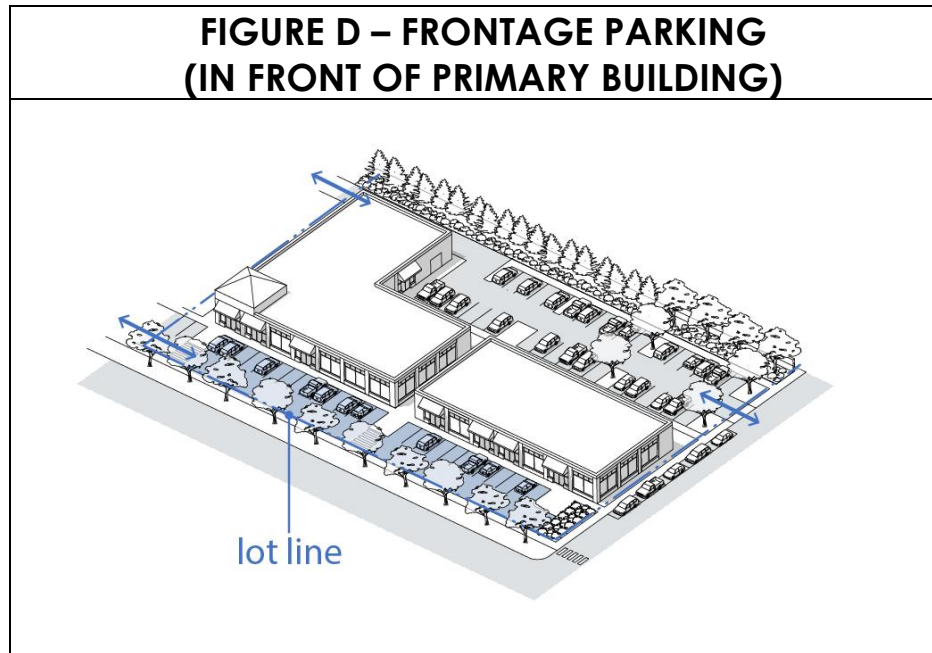 FIGURE D – FRONTAGE PARKING
(IN FRONT OF PRIMARY BUILDING)
lot line